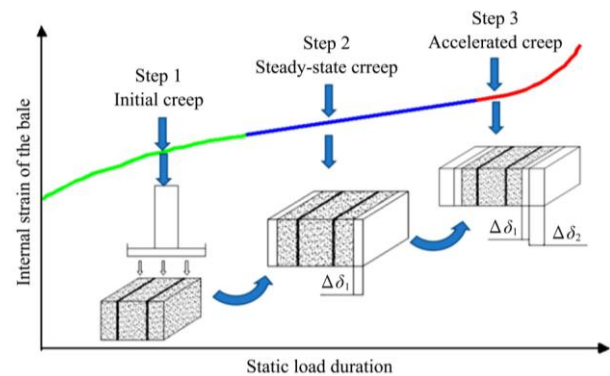 Step 1
Initial creep
Step 2
Steady-state crreep
Step 3
Accelerated creep
Internal strain of the bale
Δδ₁
Δδ₁
Δδ₂
Static load duration